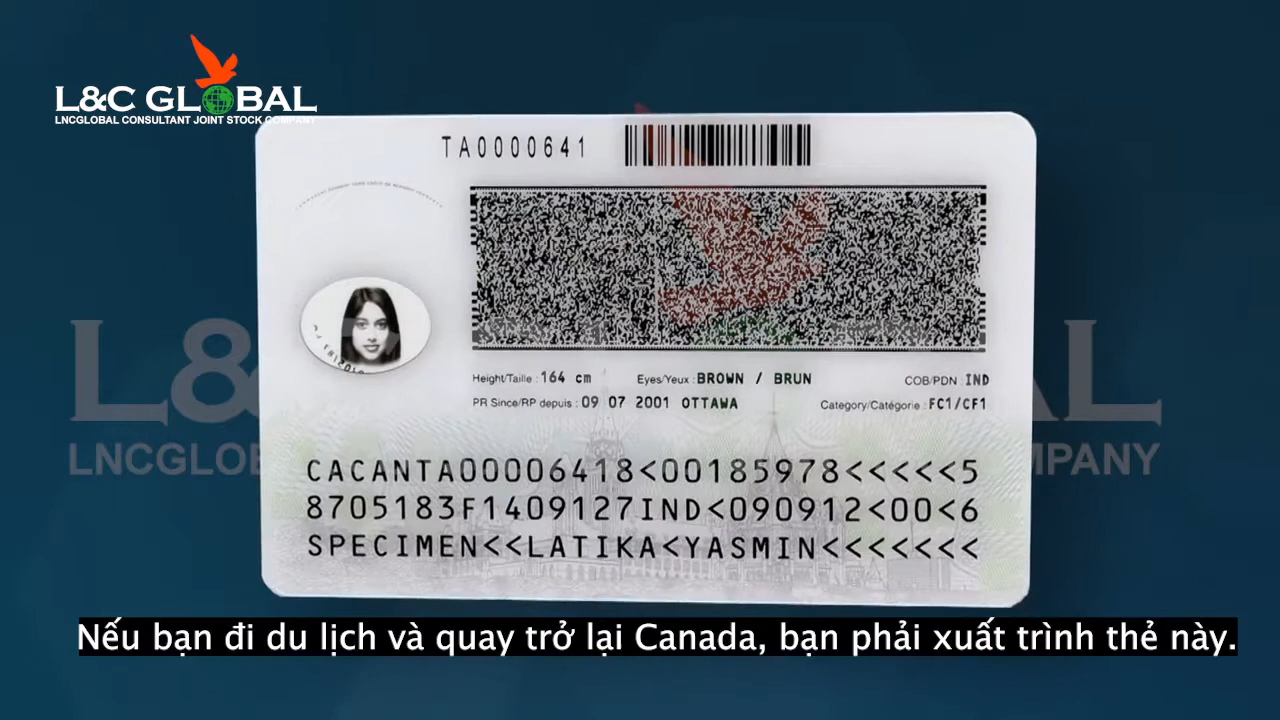 L&C GLOBAL
LNCGLOBAL CONSULTANT JOINT STOCK COMPANY
TA0000641
Height/Taille : 164 cm Eyes/Yeux : BROWN / BRUN COB/PDN : IND
PR Since/RP depuis : 09 07 2001 OTTAWA Category/Catégorie : FC1/CF1
CACANTA00006418<00185978<<<<<5
8705183F1409127IND<090912<00<6
SPECIMEN<<LATIKA<YASMIN<<<<<<<
Nếu bạn đi du lịch và quay trở lại Canada, bạn phải xuất trình thẻ này.